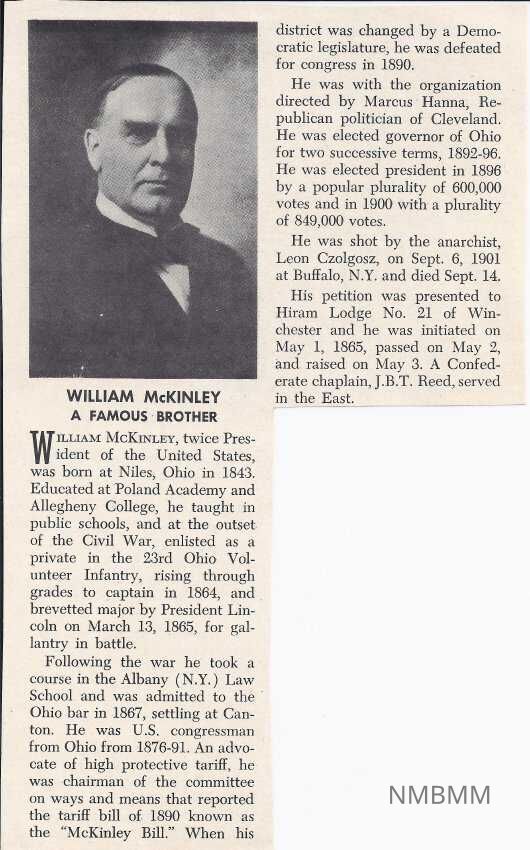 WILLIAM McKINLEY
A FAMOUS BROTHER
WILLIAM McKINLEY, twice Pres-
ident of the United States,
was born at Niles, Ohio in 1843.
Educated at Poland Academy and
Allegheny College, he taught in
public schools, and at the outset
of the Civil War, enlisted as a
private in the 23rd Ohio Vol-
unteer Infantry, rising through
grades to captain in 1864, and
brevetted major by President Lin-
coln on March 13, 1865, for gal-
lantry in battle.
Following the war he took a
course in the Albany (N.Y.) Law
School and was admitted to the
Ohio bar in 1867, settling at Can-
ton. He was U.S. congressman
from Ohio from 1876-91. An advo-
cate of high protective tariff, he
was chairman of the committee
on ways and means that reported
the tariff bill of 1890 known as
the “McKinley Bill.” When his
district was changed by a Demo-
cratic legislature, he was defeated
for congress in 1890.
He was with the organization
directed by Marcus Hanna, Re-
publican politician of Cleveland.
He was elected governor of Ohio
for two successive terms, 1892-96.
He was elected president in 1896
by a popular plurality of 600,000
votes and in 1900 with a plurality
of 849,000 votes.
He was shot by the anarchist,
Leon Czolgosz, on Sept. 6, 1901
at Buffalo, N.Y. and died Sept. 14.
His petition was presented to
Hiram Lodge No. 21 of Win-
chester and he was initiated on
May 1, 1865, passed on May 2,
and raised on May 3. A Confed-
erate chaplain, J.B.T. Reed, served
in the East.
NMBMM